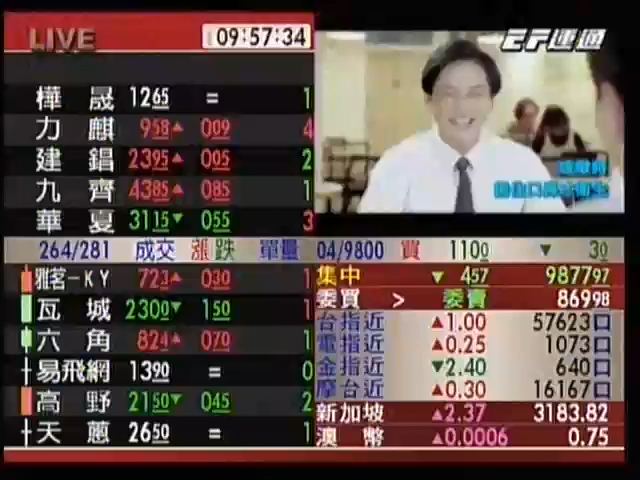 LIVE 09:57:34
EF運通
樺晟 1265 = 1
力麒 958▲ 009 4
建錩 2395▲ 005 2
九齊 4385▲ 085 1
華夏 3115▼ 055 3
264/281 成交 漲跌 單量
雅茗－KY 723▲ 030 1
瓦城 2300▼ 150 1
六角 824▲ 070 1
易飛網 1390 = 0
高野 2150▼ 045 2
天蔥 2650 = 1
04/9800 買 1100 ▼ 30
集中 ▼ 457 987797
委買 > 委賣 86998
台指近 ▲1.00 57623口
電指近 ▲0.25 1073口
金指近 ▼2.40 640口
摩台近 ▲0.30 16167口
新加坡 ▲2.37 3183.82
澳幣 ▲0.0006 0.75